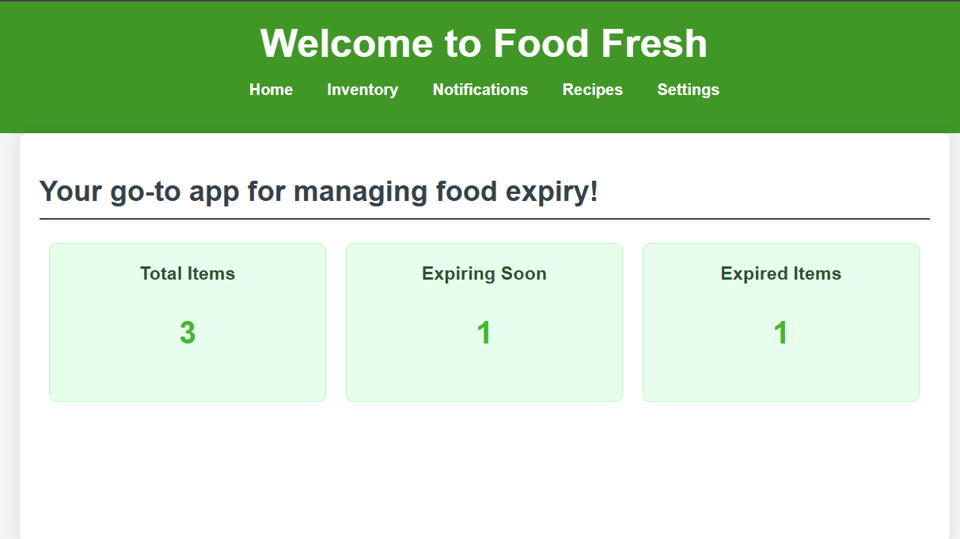 Welcome to Food Fresh
Home Inventory Notifications Recipes Settings
Your go-to app for managing food expiry!
Total Items Expiring Soon Expired Items
3 1 1